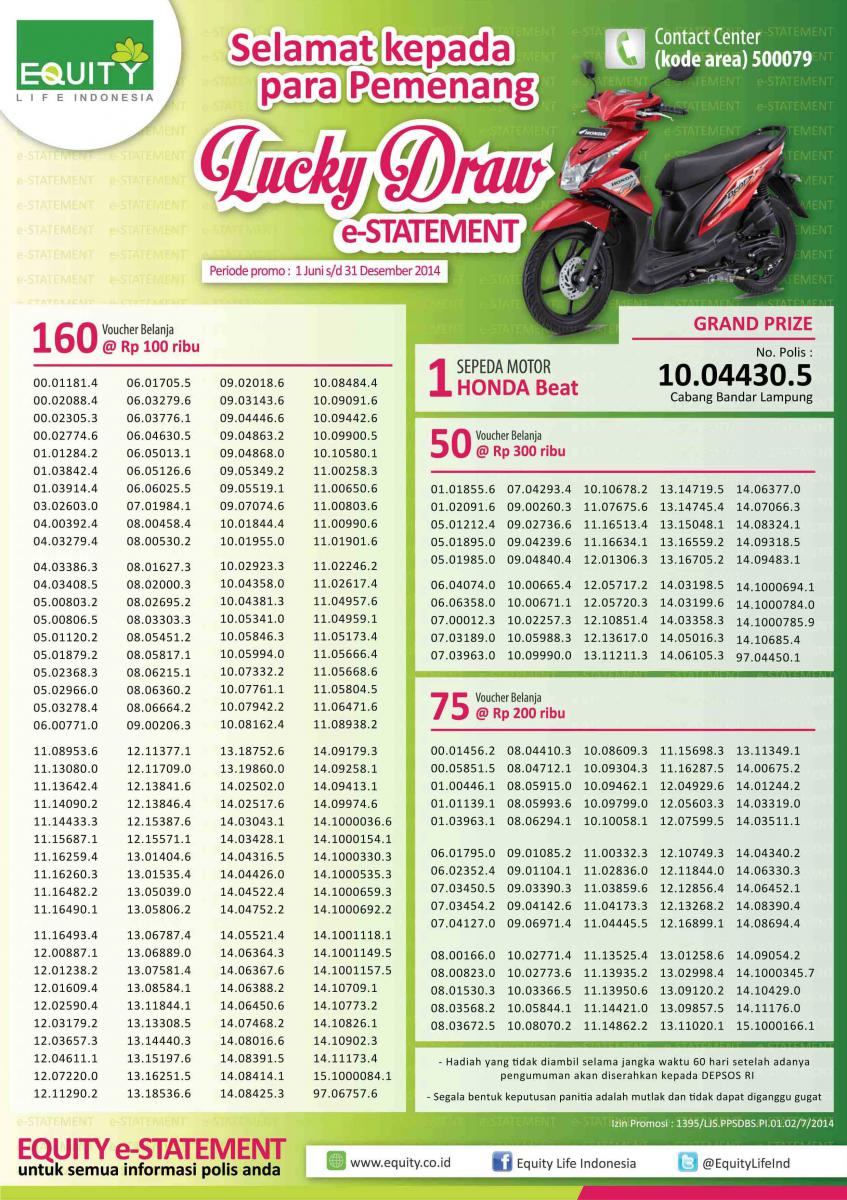 EQUITY
LIFE INDONESIA
Selamat kepada
para Pemenang
Lucky Draw
e-STATEMENT
Periode promo : 1 Juni s/d 31 Desember 2014
Contact Center
(kode area) 500079
HONDA
160 Voucher Belanja
@ Rp 100 ribu
00.01181.4 06.01705.5 09.02018.6 10.08484.4
00.02088.4 06.03279.6 09.03143.6 10.09091.6
00.02305.3 06.03776.1 09.04446.6 10.09442.6
00.02774.6 06.04630.5 09.04863.2 10.09900.5
01.01284.2 06.05013.1 09.04868.0 10.10580.1
01.03842.4 06.05126.6 09.05349.2 11.00258.3
01.03914.4 06.06025.5 09.05519.1 11.00650.6
03.02603.0 07.01984.1 09.07074.6 11.00803.6
04.00392.4 08.00458.4 10.01844.4 11.00990.6
04.03279.4 08.00530.2 10.01955.0 11.01901.6
04.03386.3 08.01627.3 10.02923.3 11.02246.2
04.03408.5 08.02000.3 10.04358.0 11.02617.4
05.00803.2 08.02695.2 10.04381.3 11.04957.6
05.00806.5 08.03303.3 10.05341.0 11.04959.1
05.01120.2 08.05451.2 10.05846.3 11.05173.4
05.01879.2 08.05817.1 10.05994.0 11.05666.4
05.02368.3 08.06215.1 10.07332.2 11.05668.6
05.02966.0 08.06360.2 10.07761.1 11.05804.5
05.03278.4 08.06664.2 10.07942.2 11.06471.6
06.00771.0 09.00206.3 10.08162.4 11.08938.2
11.08953.6 12.11377.1 13.18752.6 14.09179.3
11.13080.0 12.11709.0 13.19860.0 14.09258.1
11.13642.4 12.13841.6 14.02502.0 14.09413.1
11.14090.2 12.13846.4 14.02517.6 14.09974.6
11.14433.3 12.15387.6 14.03043.1 14.1000036.6
11.15687.1 12.15571.1 14.03428.1 14.1000154.1
11.16259.4 13.01404.6 14.04316.5 14.1000330.3
11.16260.3 13.01535.4 14.04426.0 14.1000535.3
11.16482.2 13.05039.0 14.04522.4 14.1000659.3
11.16490.1 13.05806.2 14.04752.2 14.1000692.2
11.16493.4 13.06787.4 14.05521.4 14.1001118.1
12.00887.1 13.06889.0 14.06364.3 14.1001149.5
12.01238.2 13.07581.4 14.06367.6 14.1001157.5
12.01609.4 13.08584.1 14.06388.2 14.10709.1
12.02590.4 13.11844.1 14.06450.6 14.10773.2
12.03179.2 13.13308.5 14.07468.2 14.10826.1
12.03657.3 13.14440.3 14.08016.6 14.10902.3
12.04611.1 13.15197.6 14.08391.5 14.11173.4
12.07220.0 13.16251.5 14.08414.1 15.1000084.1
12.11290.2 13.18536.6 14.08425.3 97.06757.6
1 SEPEDA MOTOR
HONDA Beat
GRAND PRIZE
No. Polis :
10.04430.5
Cabang Bandar Lampung
50 Voucher Belanja
@ Rp 300 ribu
01.01855.6 07.04293.4 10.10678.2 13.14719.5 14.06377.0
01.02091.6 09.00260.3 11.07675.6 13.14745.4 14.07066.3
05.01212.4 09.02736.6 11.16513.4 13.15048.1 14.08324.1
05.01895.0 09.04239.6 11.16634.1 13.16559.2 14.09318.5
05.01985.0 09.04840.4 12.01306.3 13.16705.2 14.09483.1
06.04074.0 10.00665.4 12.05717.2 14.03198.5 14.1000694.1
06.06358.0 10.00671.1 12.05720.3 14.03199.6 14.1000784.0
07.00012.3 10.02257.3 12.10851.4 14.03358.3 14.1000785.9
07.03189.0 10.05988.3 12.13617.0 14.05016.3 14.10685.4
07.03963.0 10.09990.0 13.11211.3 14.06105.3 97.04450.1
75 Voucher Belanja
@ Rp 200 ribu
00.01456.2 08.04410.3 10.08609.3 11.15698.3 13.11349.1
00.05851.5 08.04712.1 10.09304.3 11.16287.5 14.00675.2
01.00446.1 08.05915.0 10.09462.1 12.04929.6 14.01244.2
01.01139.1 08.05993.6 10.09799.0 12.05603.3 14.03319.0
01.03963.1 08.06294.1 10.10058.1 12.07599.5 14.03511.1
06.01795.0 09.01085.2 11.00332.3 12.10749.3 14.04340.2
06.02352.4 09.01104.1 11.02836.0 12.11844.0 14.06330.3
07.03450.5 09.03390.3 11.03859.6 12.12856.4 14.06452.1
07.03454.2 09.04142.6 11.04173.2 12.13268.2 14.08390.4
07.04127.0 09.06971.4 11.04445.5 12.16899.1 14.08694.4
08.00166.0 10.02771.4 11.13525.4 13.01258.6 14.09054.2
08.00823.0 10.02773.6 11.13935.2 13.02998.4 14.1000345.7
08.01530.3 10.03366.5 11.13950.6 13.09120.2 14.10429.0
08.03568.2 10.05844.1 11.14421.0 13.09857.5 14.11176.0
08.03672.5 10.08070.2 11.14862.2 13.11020.1 15.1000166.1
- Hadiah yang tidak diambil selama jangka waktu 60 hari setelah adanya
pengumuman akan diserahkan kepada DEPSOS RI
- Segala bentuk keputusan panitia adalah mutlak dan tidak dapat diganggu gugat
Izin Promosi : 1395/LJS.PPSDBS.PI.01.02/7/2014
EQUITY e-STATEMENT
untuk semua informasi polis anda
www.equity.co.id
Equity Life Indonesia
@EquityLifeInd